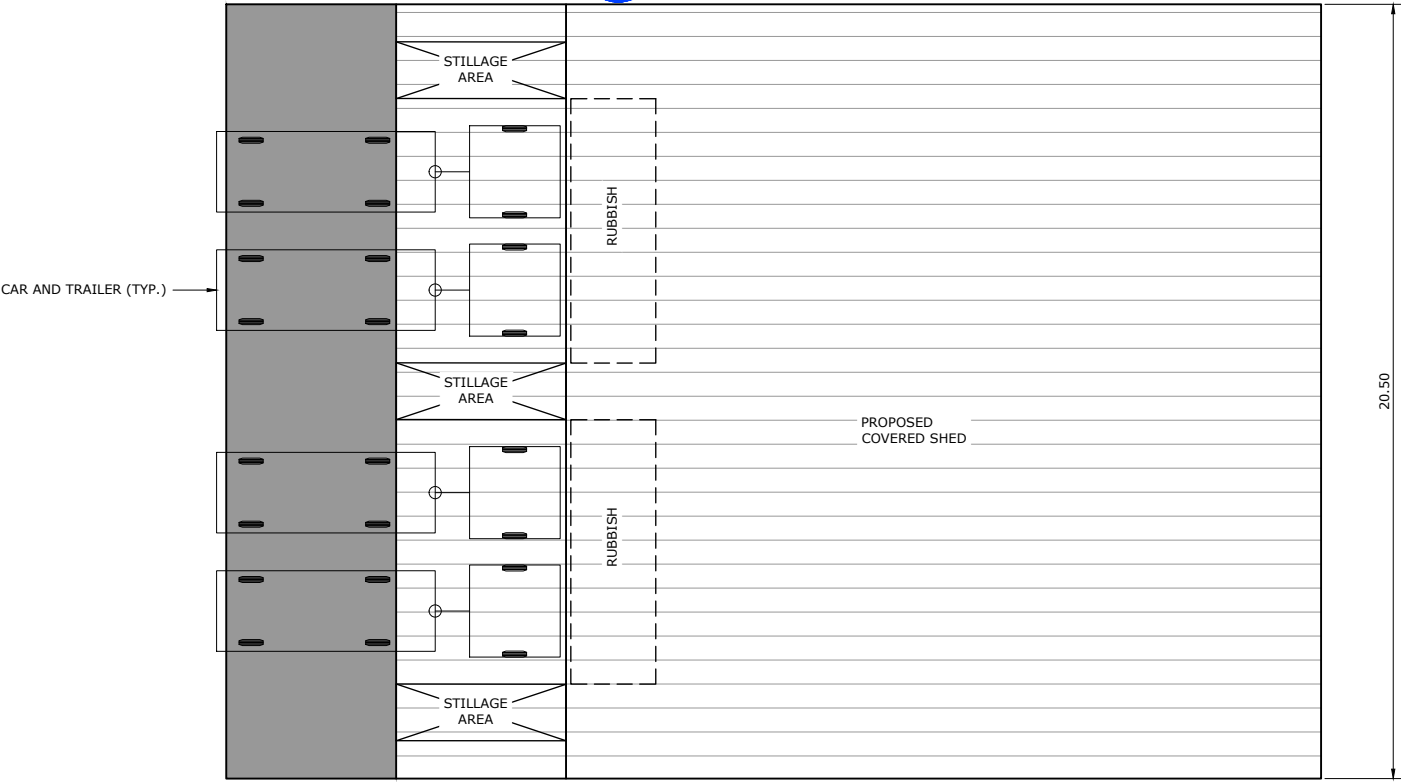 STILLAGE
AREA
RUBBISH
CAR AND TRAILER (TYP.)
STILLAGE
AREA
20.50
PROPOSED
COVERED SHED
RUBBISH
STILLAGE
AREA